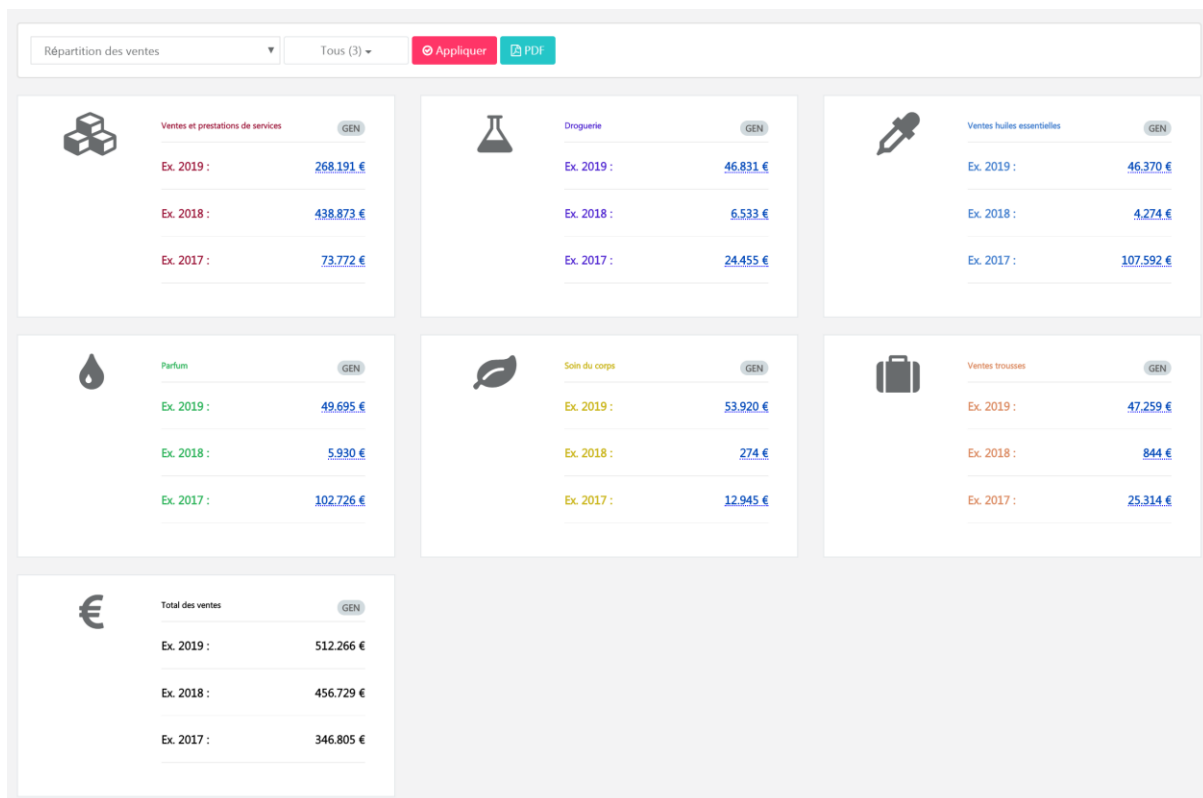 Répartition des ventes ▼ Tous (3) Appliquer PDF
Ventes et prestations de services GEN
Ex. 2019 : 268.191 €
Ex. 2018 : 438.873 €
Ex. 2017 : 73.772 €
Droguerie GEN
Ex. 2019 : 46.831 €
Ex. 2018 : 6.533 €
Ex. 2017 : 24.455 €
Ventes huiles essentielles GEN
Ex. 2019 : 46.370 €
Ex. 2018 : 4.274 €
Ex. 2017 : 107.592 €
Parfum GEN
Ex. 2019 : 49.695 €
Ex. 2018 : 5.930 €
Ex. 2017 : 102.726 €
Soin du corps GEN
Ex. 2019 : 53.920 €
Ex. 2018 : 274 €
Ex. 2017 : 12.945 €
Ventes trousses GEN
Ex. 2019 : 47.259 €
Ex. 2018 : 844 €
Ex. 2017 : 25.314 €
€
Total des ventes GEN
Ex. 2019 : 512.266 €
Ex. 2018 : 456.729 €
Ex. 2017 : 346.805 €